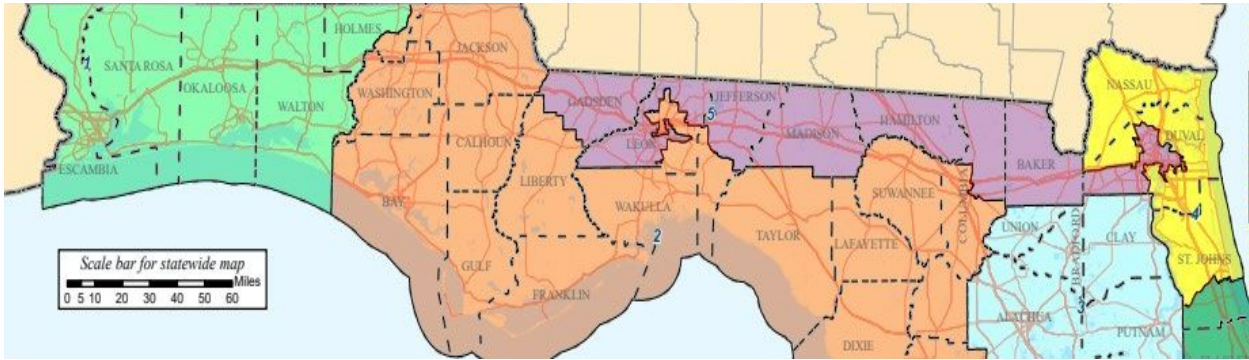 HOLMES
1
SANTA ROSA
OKALOOSA
WALTON
ESCAMBIA
JACKSON
WASHINGTON
CALHOUN
BAY
LIBERTY
GULF
FRANKLIN
GADSDEN
LEON
WAKULLA
2
5
JEFFERSON
MADISON
HAMILTON
TAYLOR
SUWANNEE
LAFAYETTE
DIXIE
COLUMBIA
BAKER
NASSAU
DUVAL
4
UNION
BRADFORD
CLAY
ST. JOHNS
3
ALACHUA
PUTNAM
Scale bar for statewide map
0 5 10 20 30 40 50 60 Miles